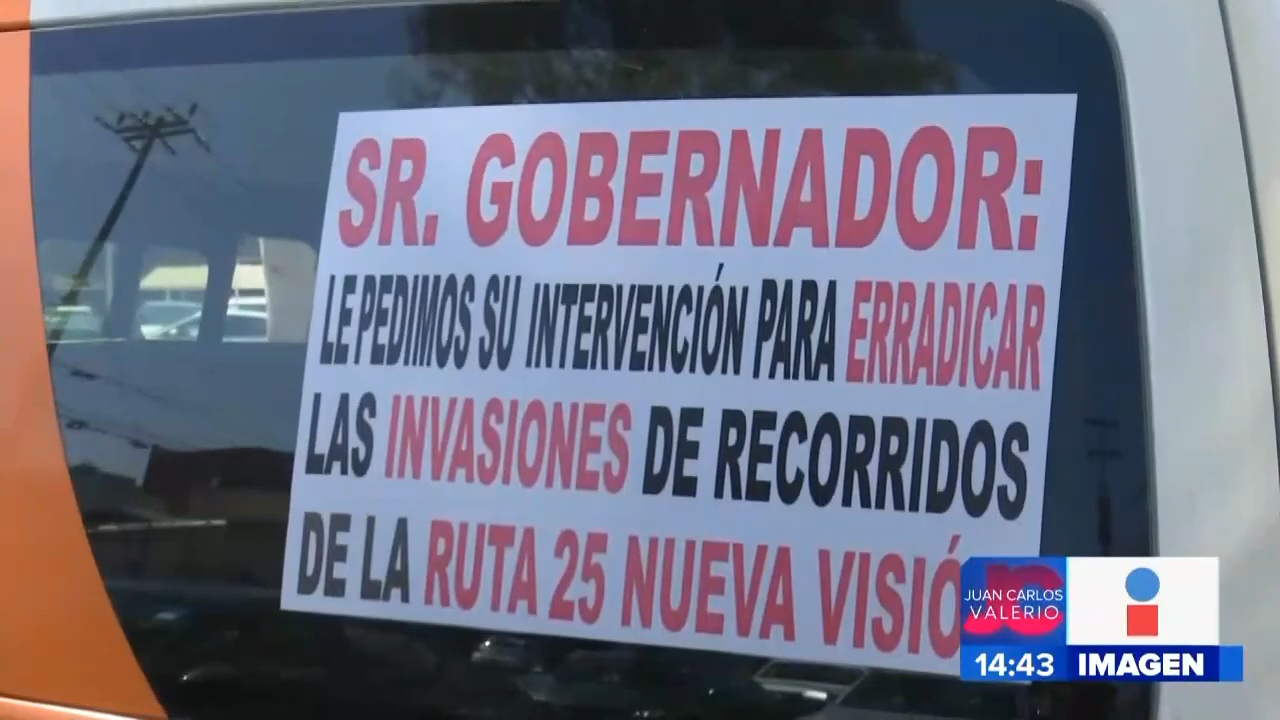 SR. GOBERNADOR:
LE PEDIMOS SU INTERVENCIÓN PARA ERRADICAR
LAS INVASIONES DE RECORRIDOS
DE LA RUTA 25 NUEVA VISIÓ
JC
JUAN CARLOS
VALERIO
14:43 IMAGEN